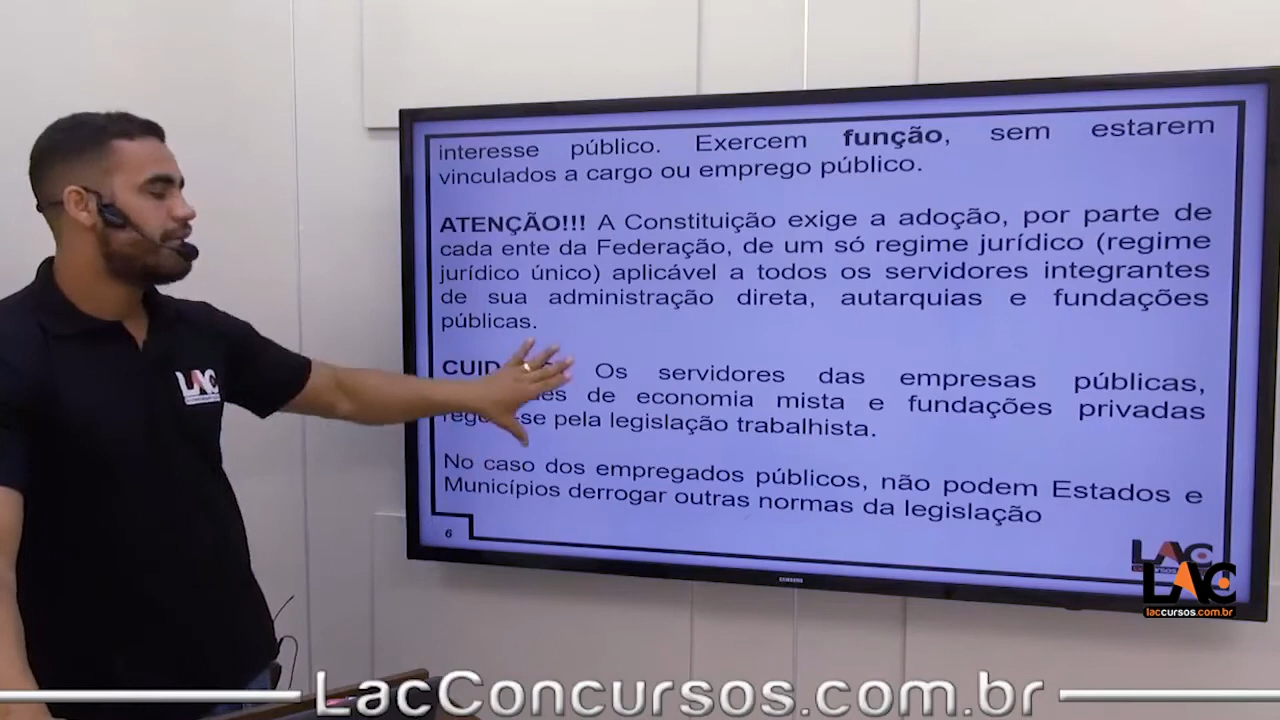 interesse público. Exercem função, sem estarem
vinculados a cargo ou emprego público.
ATENÇÃO!!! A Constituição exige a adoção, por parte de
cada ente da Federação, de um só regime jurídico (regime
jurídico único) aplicável a todos os servidores integrantes
de sua administração direta, autarquias e fundações
públicas.
Os servidores das empresas públicas,
de economia mista e fundações privadas
pela legislação trabalhista.
No caso dos empregados públicos, não podem Estados e
Municípios derrogar outras normas da legislação
6
SAMSUNG
LAC
LAC
LAC
laccursos.com.br
LacConcursos.com.br